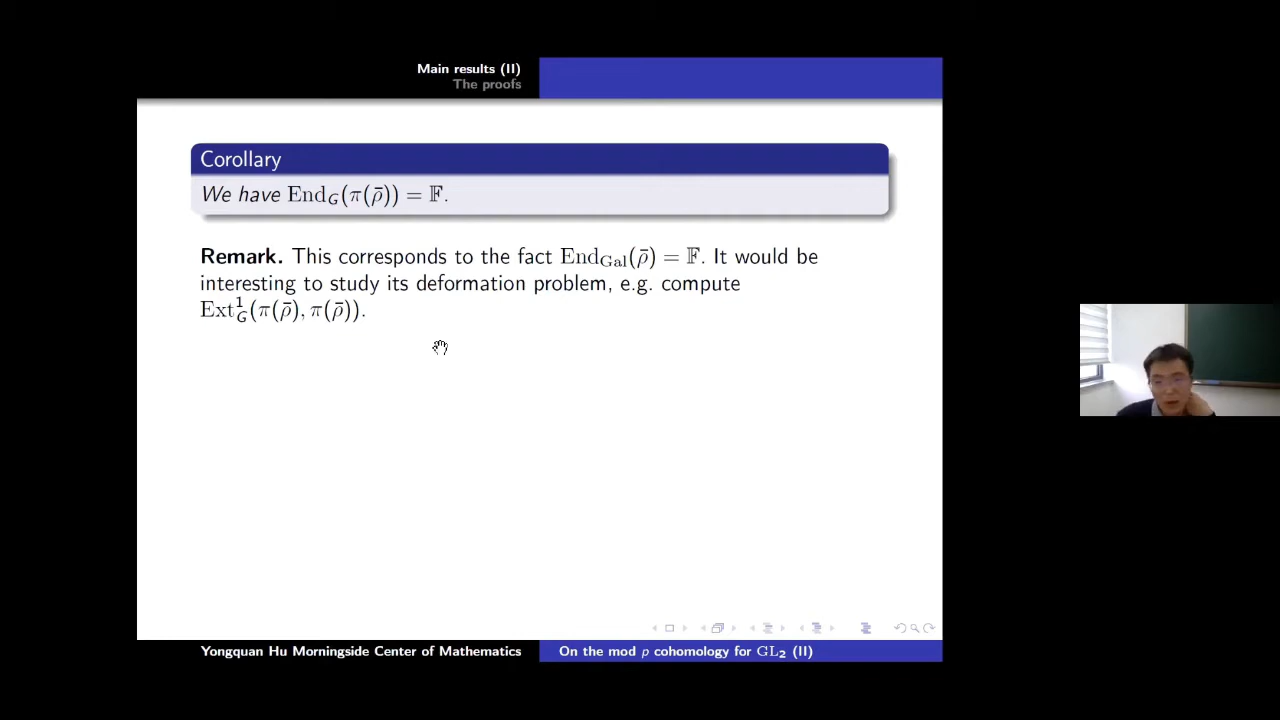 Main results (II)
The proofs
Corollary
We have End_G(π(ρ̄)) = 𝔽.
Remark. This corresponds to the fact End_Gal(ρ̄) = 𝔽. It would be
interesting to study its deformation problem, e.g. compute
Ext^1_G(π(ρ̄), π(ρ̄)).
Yongquan Hu Morningside Center of Mathematics
On the mod p cohomology for GL₂ (II)